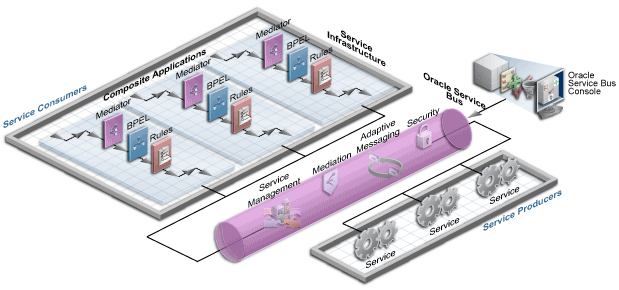 Service Consumers
Composite Applications
Service
Infrastructure
Mediator
BPEL
Rules
Mediator
BPEL
Rules
Mediator
BPEL
Rules
Oracle Service
Bus
Oracle
Service Bus
Console
Service
Management
Mediation
Adaptive
Messaging
Security
Service
Service
Service
Service Producers